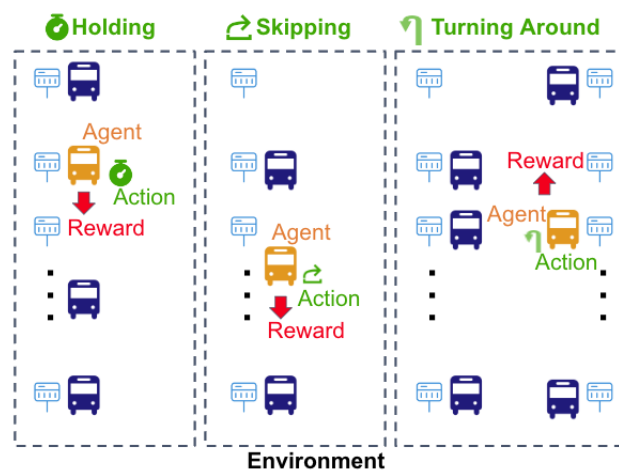 Holding
Skipping
Turning Around
Agent
Action
Reward
Agent
Action
Reward
Reward
Agent
Action
Environment